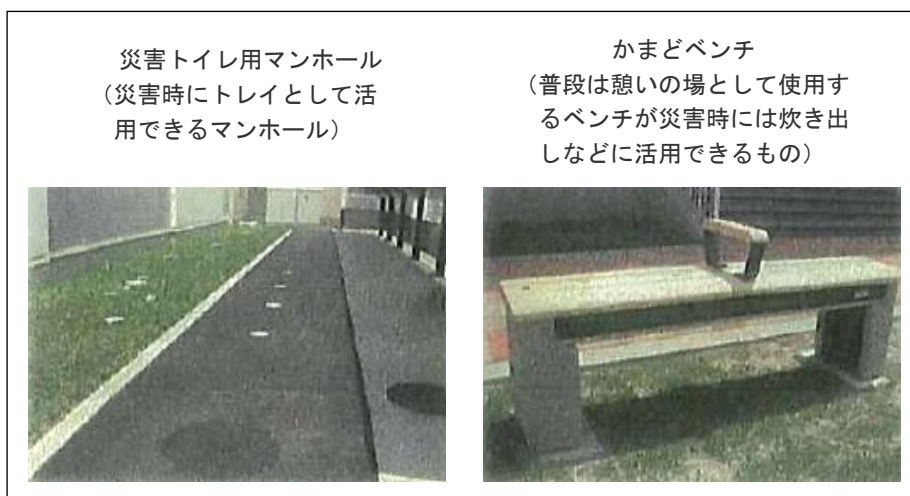 災害トイレ用マンホール
（災害時にトレイとして活
用できるマンホール）
かまどベンチ
（普段は憩いの場として使用す
るベンチが災害時には炊き出
しなどに活用できるもの）